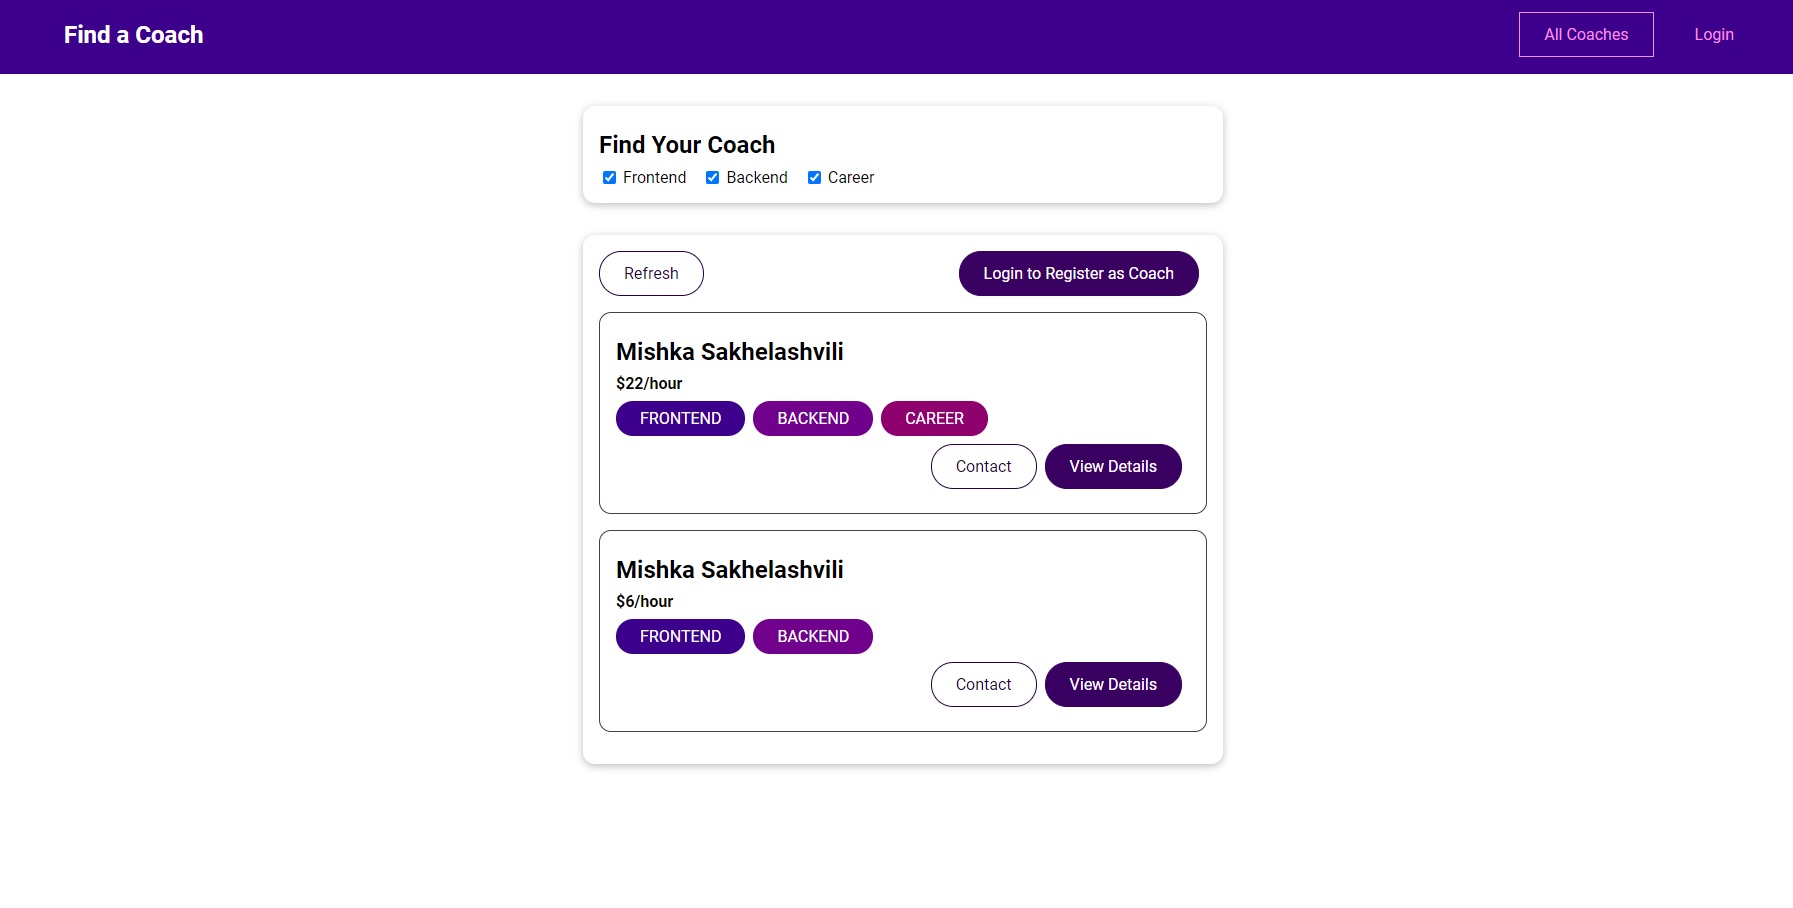 Find a Coach
All Coaches
Login
Find Your Coach
Frontend Backend Career
Refresh
Login to Register as Coach
Mishka Sakhelashvili
$22/hour
FRONTEND BACKEND CAREER
Contact View Details
Mishka Sakhelashvili
$6/hour
FRONTEND BACKEND
Contact View Details